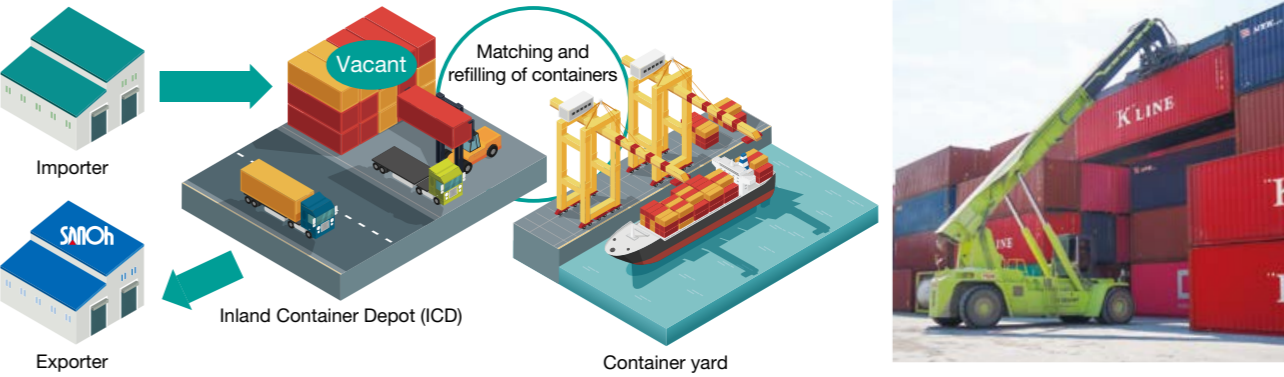 Importer
Vacant
Matching and
refilling of containers
SANOh
Exporter
Inland Container Depot (ICD)
Container yard
K LINE